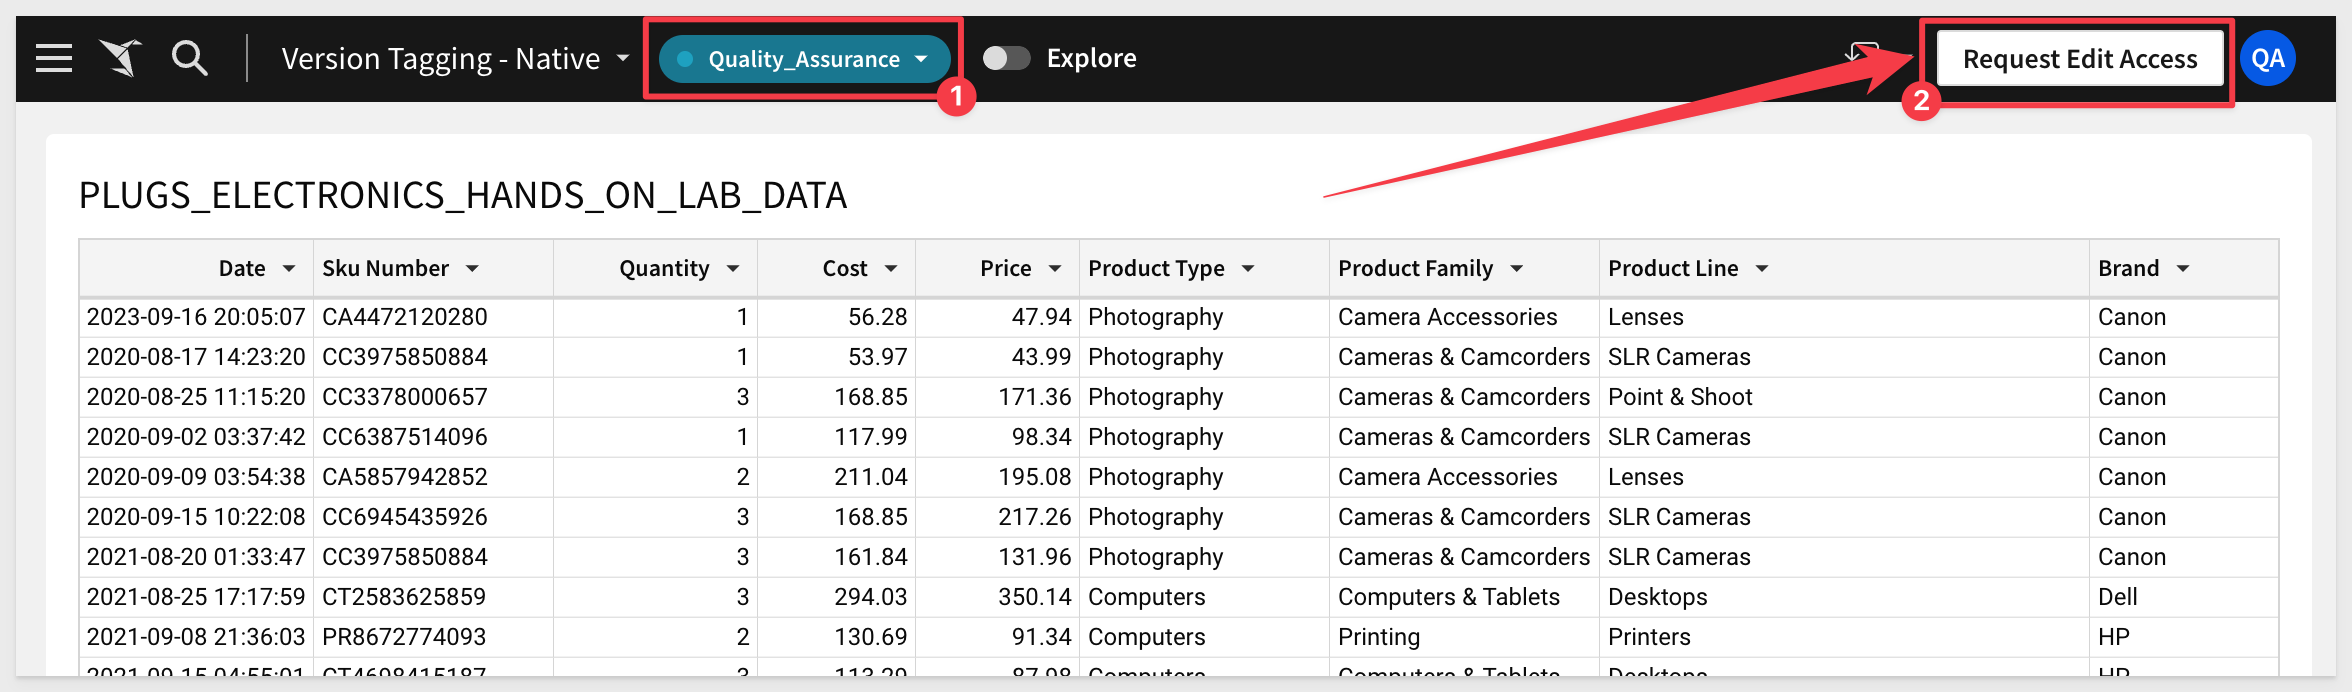 Version Tagging - Native Quality_Assurance Explore Request Edit Access QA
1 2
PLUGS_ELECTRONICS_HANDS_ON_LAB_DATA
Date Sku Number Quantity Cost Price Product Type Product Family Product Line Brand
2023-09-16 20:05:07 CA4472120280 1 56.28 47.94 Photography Camera Accessories Lenses Canon
2020-08-17 14:23:20 CC3975850884 1 53.97 43.99 Photography Cameras & Camcorders SLR Cameras Canon
2020-08-25 11:15:20 CC3378000657 3 168.85 171.36 Photography Cameras & Camcorders Point & Shoot Canon
2020-09-02 03:37:42 CC6387514096 1 117.99 98.34 Photography Cameras & Camcorders SLR Cameras Canon
2020-09-09 03:54:38 CA5857942852 2 211.04 195.08 Photography Camera Accessories Lenses Canon
2020-09-15 10:22:08 CC6945435926 3 168.85 217.26 Photography Cameras & Camcorders SLR Cameras Canon
2021-08-20 01:33:47 CC3975850884 3 161.84 131.96 Photography Cameras & Camcorders SLR Cameras Canon
2021-08-25 17:17:59 CT2583625859 3 294.03 350.14 Computers Computers & Tablets Desktops Dell
2021-09-08 21:36:03 PR8672774093 2 130.69 91.34 Computers Printing Printers HP
Computers Computers & Tablets Desktops HP